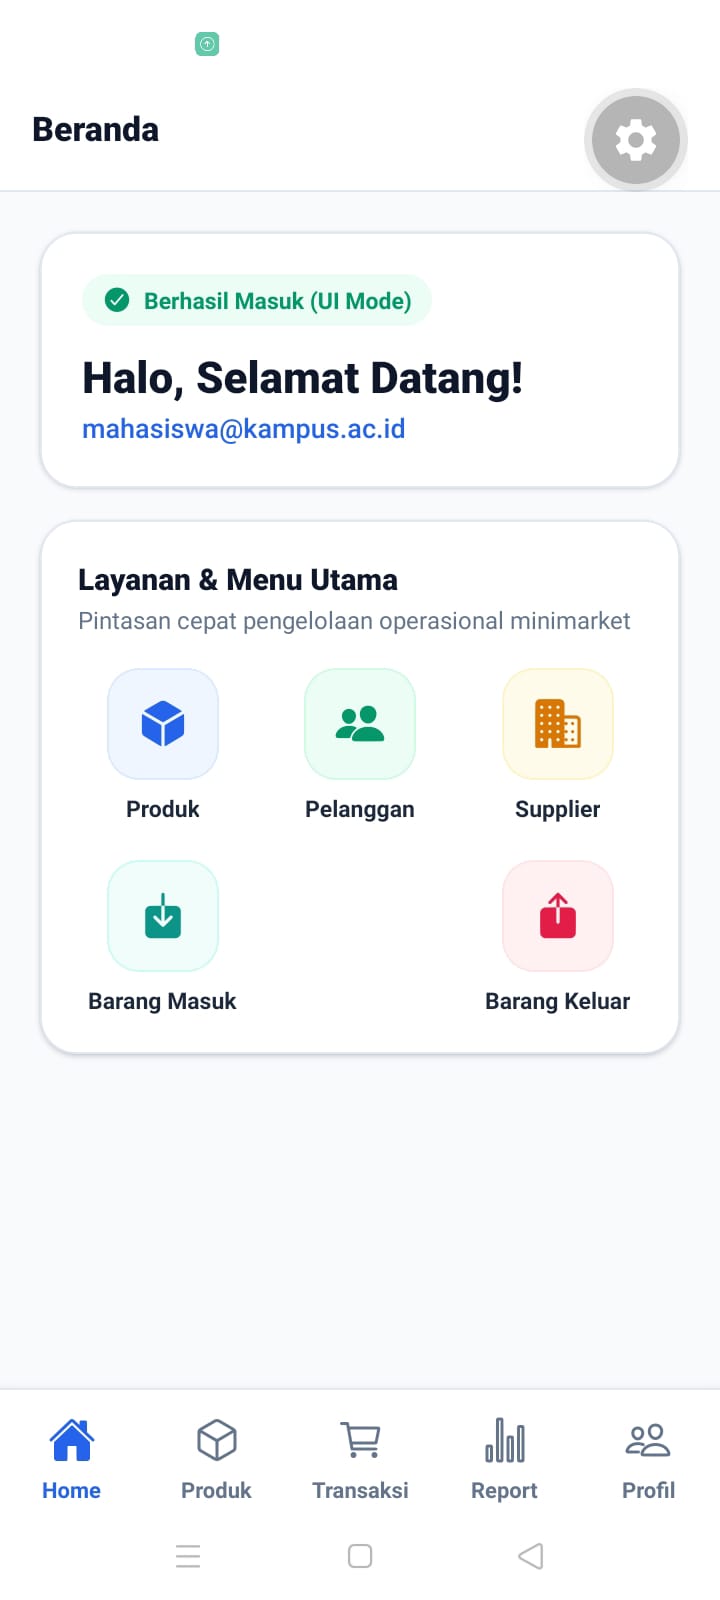 Beranda
Berhasil Masuk (UI Mode)
Halo, Selamat Datang!
mahasiswa@kampus.ac.id
Layanan & Menu Utama
Pintasan cepat pengelolaan operasional minimarket
Produk
Pelanggan
Supplier
Barang Masuk
Barang Keluar
Home
Produk
Transaksi
Report
Profil